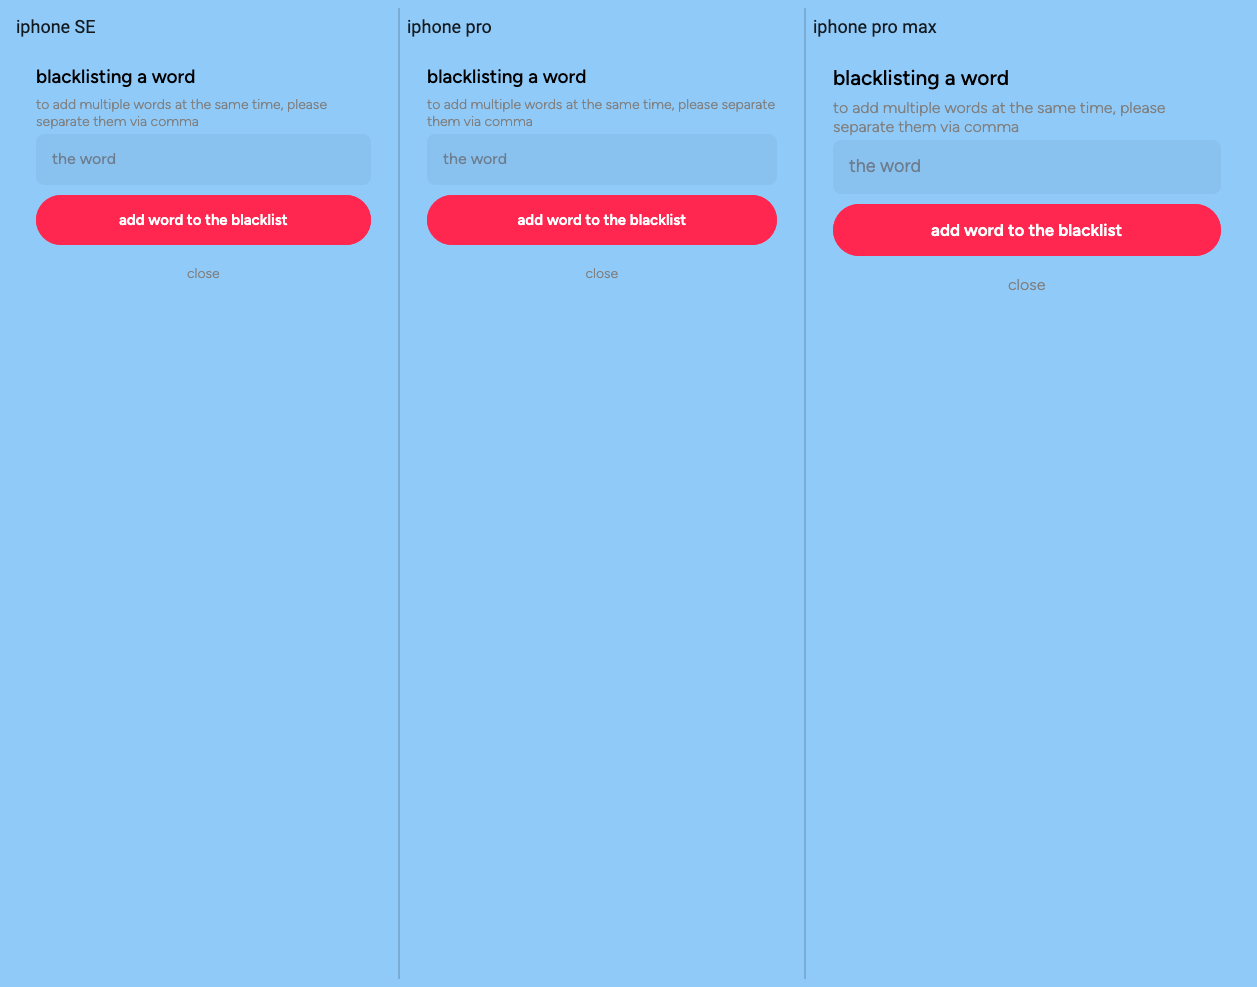 iphone SE
blacklisting a word
to add multiple words at the same time, please
separate them via comma
the word
add word to the blacklist
close
iphone pro
blacklisting a word
to add multiple words at the same time, please separate
them via comma
the word
add word to the blacklist
close
iphone pro max
blacklisting a word
to add multiple words at the same time, please
separate them via comma
the word
add word to the blacklist
close